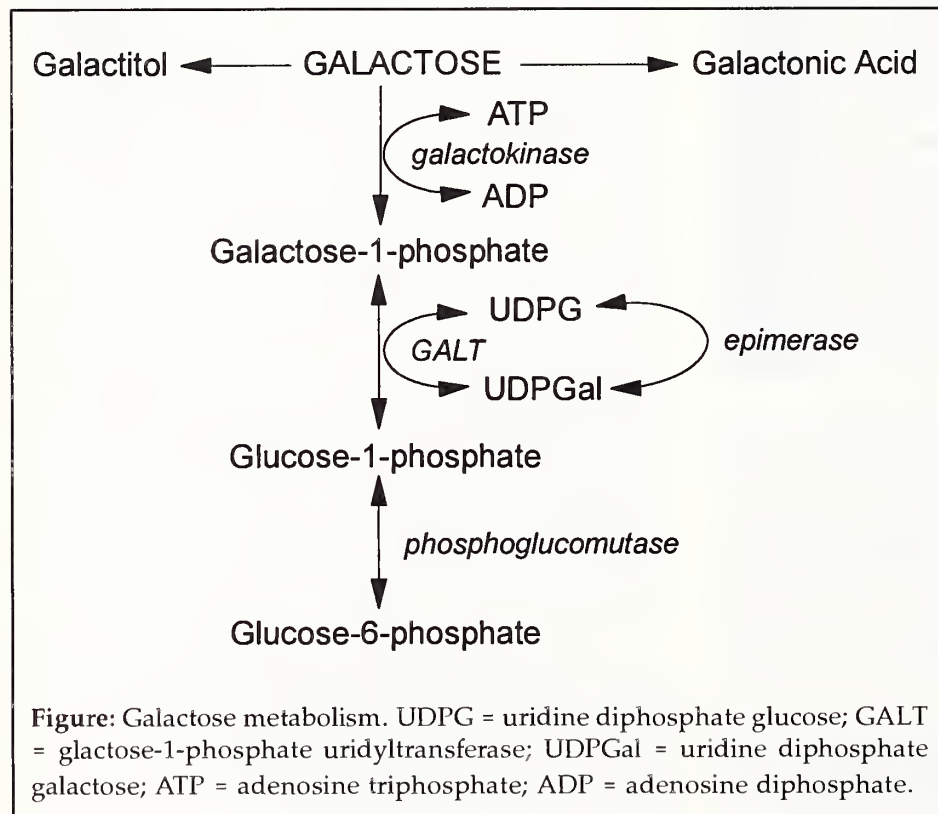 Galactitol GALACTOSE Galactonic Acid
ATP
galactokinase
ADP
Galactose-1-phosphate
UDPG
GALT
epimerase
UDPGal
Glucose-1-phosphate
phosphoglucomutase
Glucose-6-phosphate
Figure: Galactose metabolism. UDPG = uridine diphosphate glucose; GALT
= glactose-1-phosphate uridyltransferase; UDPGal = uridine diphosphate
galactose; ATP = adenosine triphosphate; ADP = adenosine diphosphate.